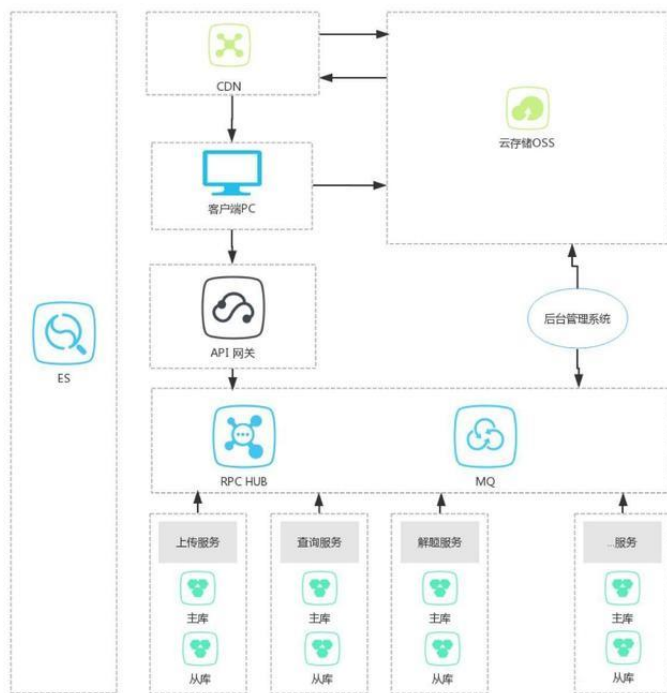 CDN
云存储OSS
客户端PC
后台管理系统
API 网关
ES
RPC HUB
MQ
上传服务
查询服务
解题服务
...服务
主库
主库
主库
主库
从库
从库
从库
从库